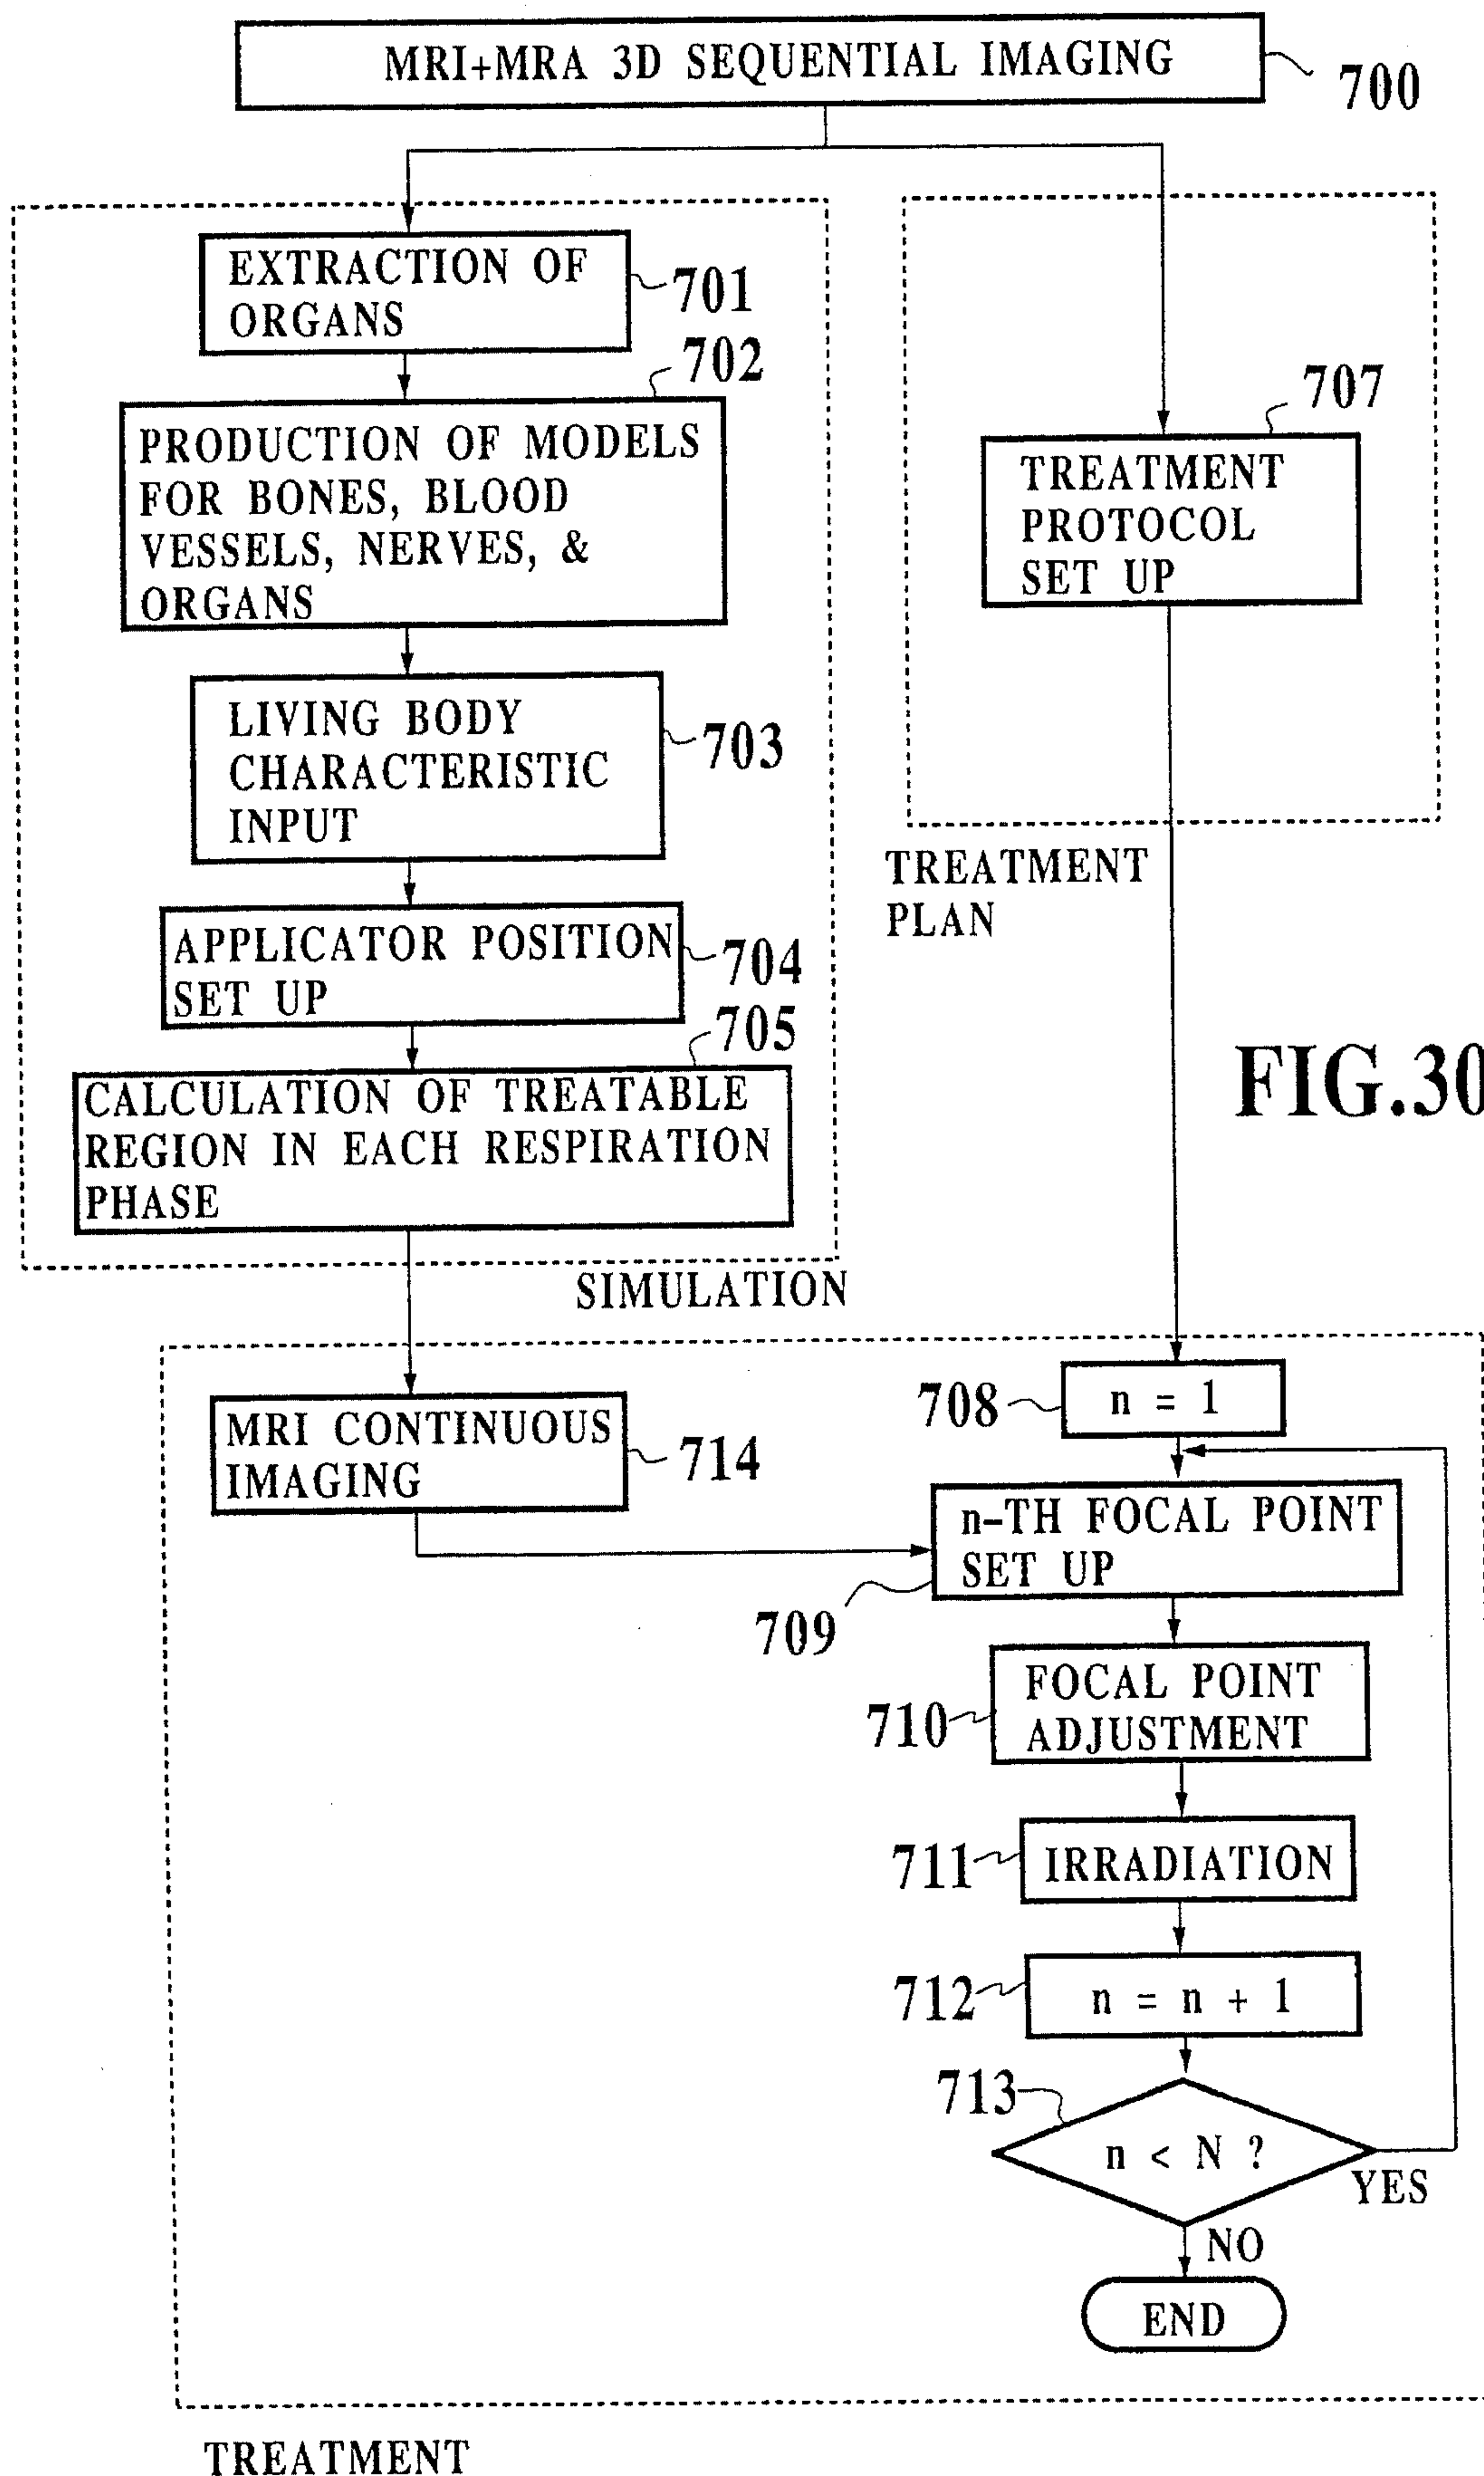 MRI+MRA 3D SEQUENTIAL IMAGING
700
EXTRACTION OF
ORGANS
701
702
PRODUCTION OF MODELS
FOR BONES, BLOOD
VESSELS, NERVES, &
ORGANS
LIVING BODY
CHARACTERISTIC
INPUT
703
APPLICATOR POSITION
SET UP
704
705
CALCULATION OF TREATABLE
REGION IN EACH RESPIRATION
PHASE
SIMULATION
707
TREATMENT
PROTOCOL
SET UP
TREATMENT
PLAN
FIG.30
MRI CONTINUOUS
IMAGING
714
708
n = 1
n-TH FOCAL POINT
SET UP
709
FOCAL POINT
ADJUSTMENT
710
711
IRRADIATION
712
n = n + 1
713
n < N ?
YES
NO
END
TREATMENT